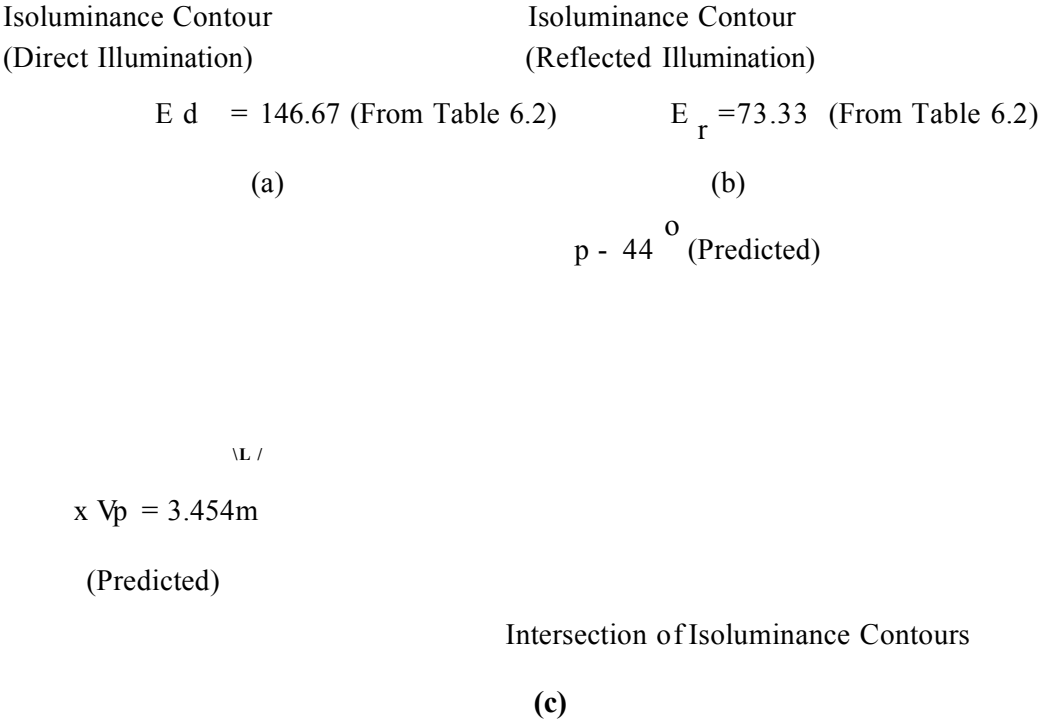 Isoluminance Contour
(Direct Illumination)
Isoluminance Contour
(Reflected Illumination)
E d = 146.67 (From Table 6.2)
E r =73.33 (From Table 6.2)
(a)
(b)
p - 44 o (Predicted)
\L /
x Vp = 3.454m
(Predicted)
Intersection of Isoluminance Contours
(c)